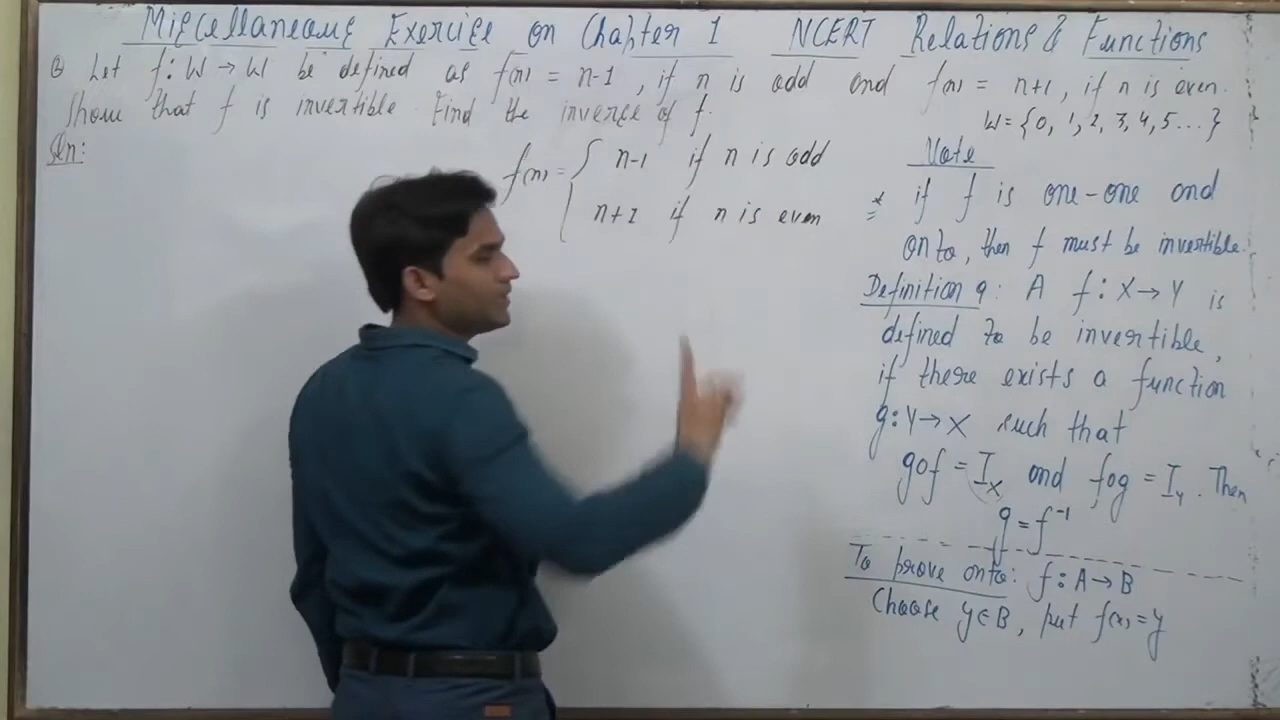 Miscellaneous Exercise on Chapter 1 NCERT Relations & Functions
Q Let f: W → W be defined as f(n) = n-1, if n is odd and f(n) = n+1, if n is even.
Show that f is invertible. Find the inverse of f.
W = {0, 1, 2, 3, 4, 5...}
Sln:
f(n) = { n-1 if n is odd
n+1 if n is even
Note
* if f is one-one and
onto, then f must be invertible.
Definition 9: A f: X → Y is
defined to be invertible,
if there exists a function
g: Y → X such that
gof = I_X and fog = I_Y. Then
g = f⁻¹
To prove onto: f: A → B
Choose y ∈ B, put f(x) = y